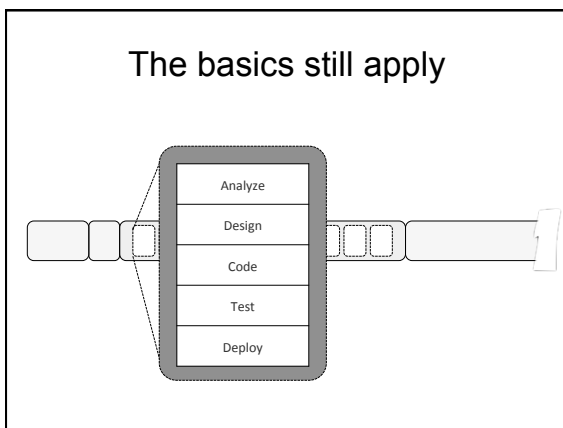 The basics still apply
Analyze
Design
Code
Test
Deploy